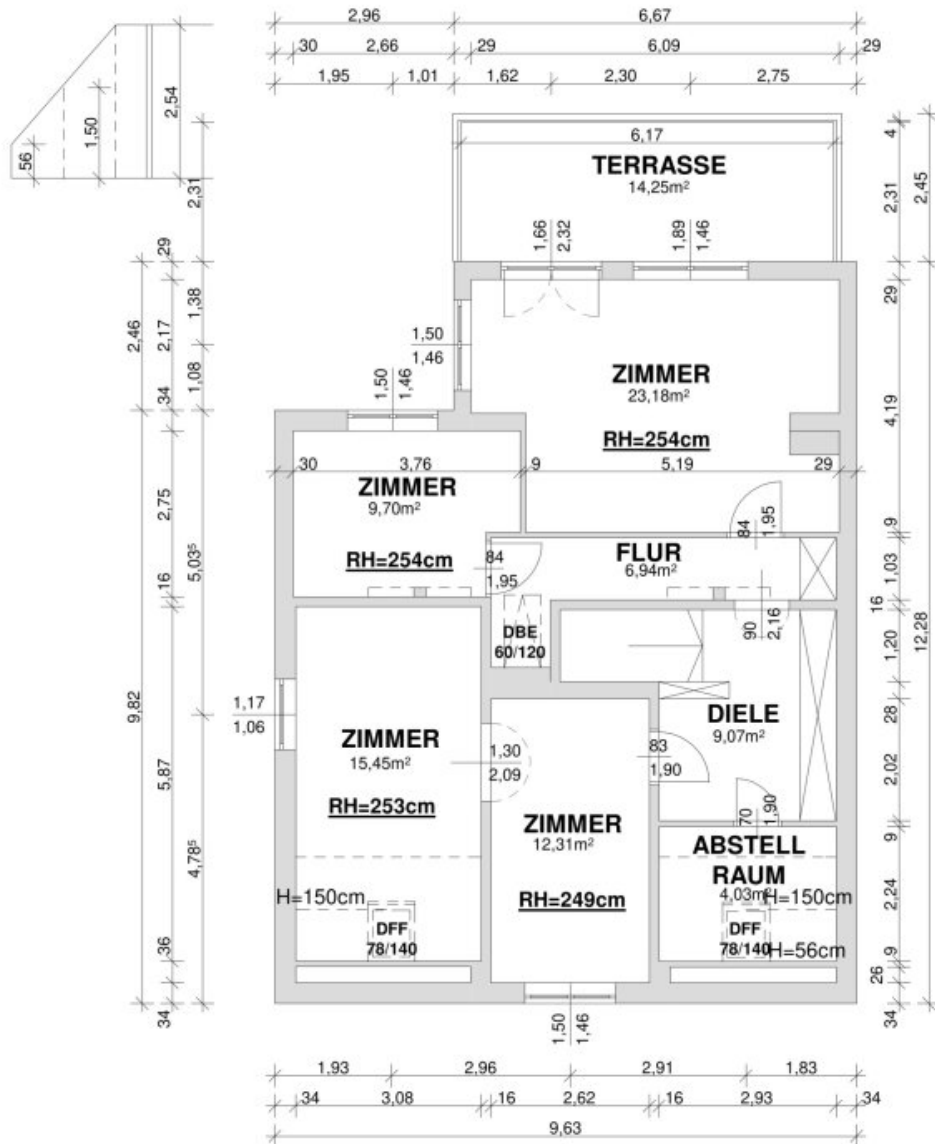 2,96 6,67
30 2,66 29 6,09 29
1,95 1,01 1,62 2,30 2,75
56
1,50
2,54
2,31
6,17
TERRASSE
14,25m²
4
2,31
2,45
1,66
2,32
1,89
1,46
29
1,38
2,17
2,46
1,08
34
1,50
1,46
1,50
1,46
ZIMMER
23,18m²
RH=254cm
29
4,19
30 3,76 9 5,19 29
ZIMMER
9,70m²
RH=254cm
2,75
5,03⁵
16
84
1,95
84
1,95
FLUR
6,94m²
9
1,03
16
12,28
DBE
60/120
90
2,16
1,20
9,82
1,17
1,06
ZIMMER
15,45m²
RH=253cm
1,30
2,09
83
1,90
DIELE
9,07m²
28
2,02
5,87
4,78⁵
ZIMMER
12,31m²
RH=249cm
70
1,90
ABSTELL
RAUM
4,03m²
9
2,24
H=150cm
H=150cm
DFF
78/140
DFF
78/140
H=56cm
36
34
9
26
34
1,50
1,46
1,93 2,96 2,91 1,83
34 3,08 16 2,62 16 2,93 34
9,63